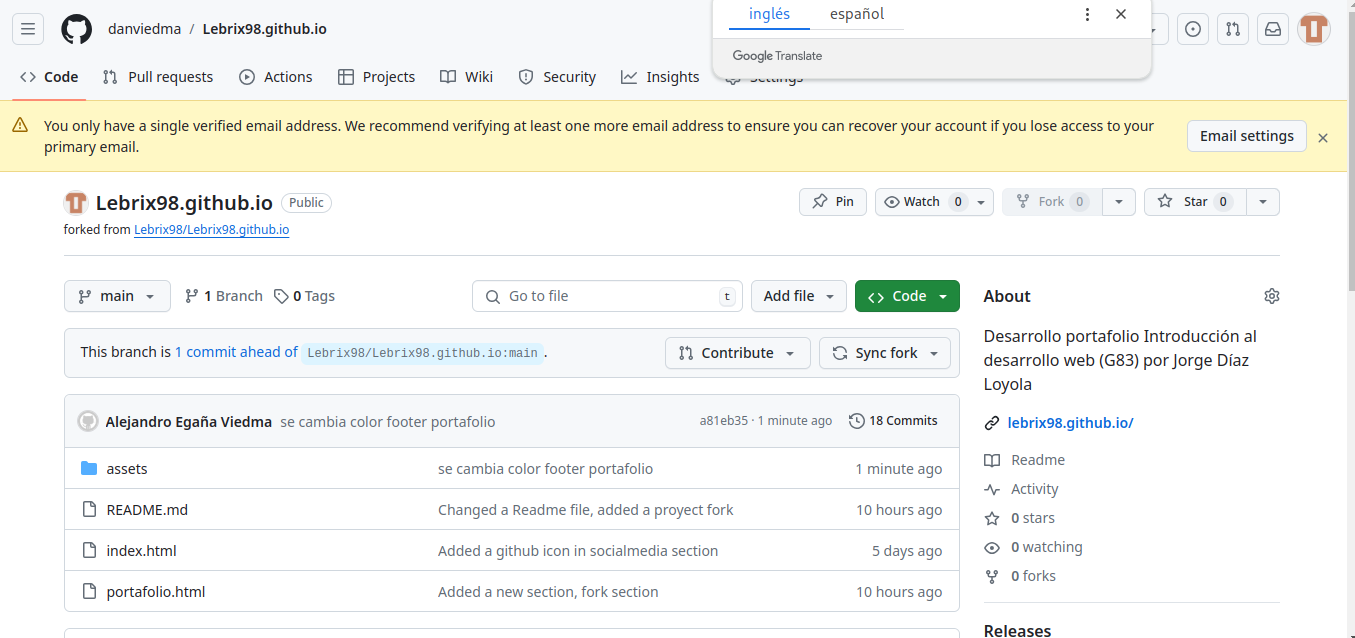 inglés español
Google Translate
danviedma / Lebrix98.github.io
Code Pull requests Actions Projects Wiki Security Insights Settings
You only have a single verified email address. We recommend verifying at least one more email address to ensure you can recover your account if you lose access to your
primary email.
Email settings
Lebrix98.github.io Public
Pin Watch 0 Fork 0 Star 0
forked from Lebrix98/Lebrix98.github.io
main 1 Branch 0 Tags Go to file t Add file Code
This branch is 1 commit ahead of Lebrix98/Lebrix98.github.io:main .
Contribute Sync fork
Alejandro Egaña Viedma se cambia color footer portafolio a81eb35 · 1 minute ago 18 Commits
assets se cambia color footer portafolio 1 minute ago
README.md Changed a Readme file, added a proyect fork 10 hours ago
index.html Added a github icon in socialmedia section 5 days ago
portafolio.html Added a new section, fork section 10 hours ago
About
Desarrollo portafolio Introducción al
desarrollo web (G83) por Jorge Díaz
Loyola
lebrix98.github.io/
Readme
Activity
0 stars
0 watching
0 forks
Releases